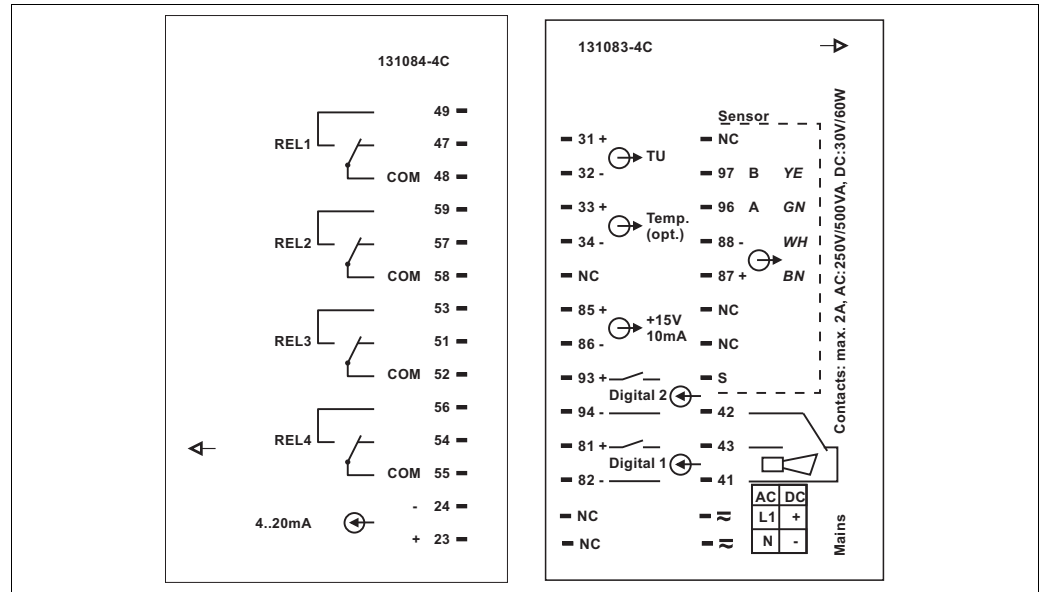 131084-4C
49
REL1 47
COM 48
59
REL2 57
COM 58
53
REL3 51
COM 52
56
REL4 54
COM 55
- 24
4..20mA
+ 23
131083-4C
31 +
TU
32 -
33 +
Temp.
(opt.)
34 -
NC
85 +
+15V
10mA
86 -
93 +
Digital 2
94 -
81 +
Digital 1
82 -
NC
NC
Sensor
NC
97 B YE
96 A GN
88 - WH
87 + BN
NC
NC
S
42
43
41
AC DC
L1 +
N -
≂
≂
Contacts: max. 2A, AC:250V/500VA, DC:30V/60W
Mains